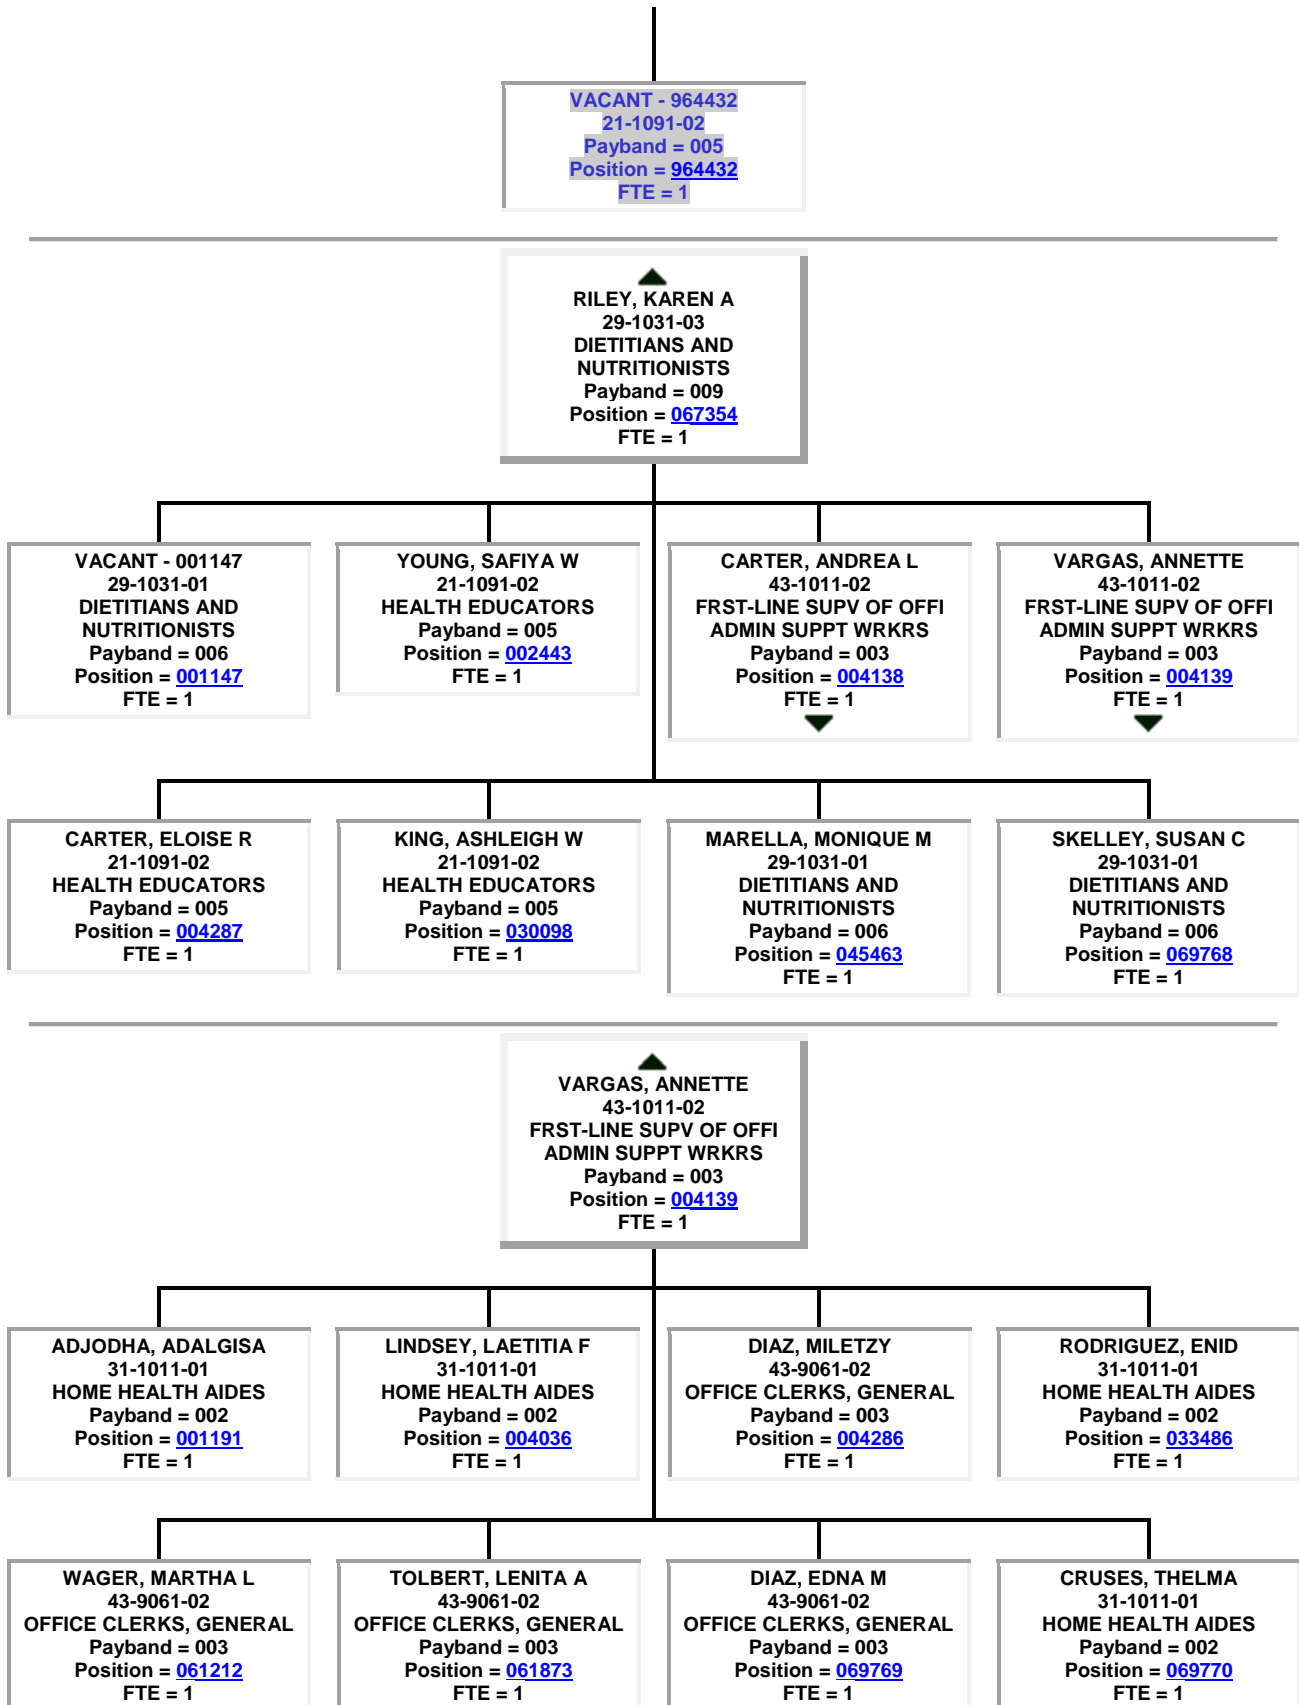 VACANT - 964432
21-1091-02
Payband = 005
Position = 964432
FTE = 1
RILEY, KAREN A
29-1031-03
DIETITIANS AND
NUTRITIONISTS
Payband = 009
Position = 067354
FTE = 1
VACANT - 001147
29-1031-01
DIETITIANS AND
NUTRITIONISTS
Payband = 006
Position = 001147
FTE = 1
YOUNG, SAFIYA W
21-1091-02
HEALTH EDUCATORS
Payband = 005
Position = 002443
FTE = 1
CARTER, ANDREA L
43-1011-02
FRST-LINE SUPV OF OFFI
ADMIN SUPPT WRKRS
Payband = 003
Position = 004138
FTE = 1
VARGAS, ANNETTE
43-1011-02
FRST-LINE SUPV OF OFFI
ADMIN SUPPT WRKRS
Payband = 003
Position = 004139
FTE = 1
CARTER, ELOISE R
21-1091-02
HEALTH EDUCATORS
Payband = 005
Position = 004287
FTE = 1
KING, ASHLEIGH W
21-1091-02
HEALTH EDUCATORS
Payband = 005
Position = 030098
FTE = 1
MARELLA, MONIQUE M
29-1031-01
DIETITIANS AND
NUTRITIONISTS
Payband = 006
Position = 045463
FTE = 1
SKELLEY, SUSAN C
29-1031-01
DIETITIANS AND
NUTRITIONISTS
Payband = 006
Position = 069768
FTE = 1
VARGAS, ANNETTE
43-1011-02
FRST-LINE SUPV OF OFFI
ADMIN SUPPT WRKRS
Payband = 003
Position = 004139
FTE = 1
ADJODHA, ADALGISA
31-1011-01
HOME HEALTH AIDES
Payband = 002
Position = 001191
FTE = 1
LINDSEY, LAETITIA F
31-1011-01
HOME HEALTH AIDES
Payband = 002
Position = 004036
FTE = 1
DIAZ, MILETZY
43-9061-02
OFFICE CLERKS, GENERAL
Payband = 003
Position = 004286
FTE = 1
RODRIGUEZ, ENID
31-1011-01
HOME HEALTH AIDES
Payband = 002
Position = 033486
FTE = 1
WAGER, MARTHA L
43-9061-02
OFFICE CLERKS, GENERAL
Payband = 003
Position = 061212
FTE = 1
TOLBERT, LENITA A
43-9061-02
OFFICE CLERKS, GENERAL
Payband = 003
Position = 061873
FTE = 1
DIAZ, EDNA M
43-9061-02
OFFICE CLERKS, GENERAL
Payband = 003
Position = 069769
FTE = 1
CRUSES, THELMA
31-1011-01
HOME HEALTH AIDES
Payband = 002
Position = 069770
FTE = 1